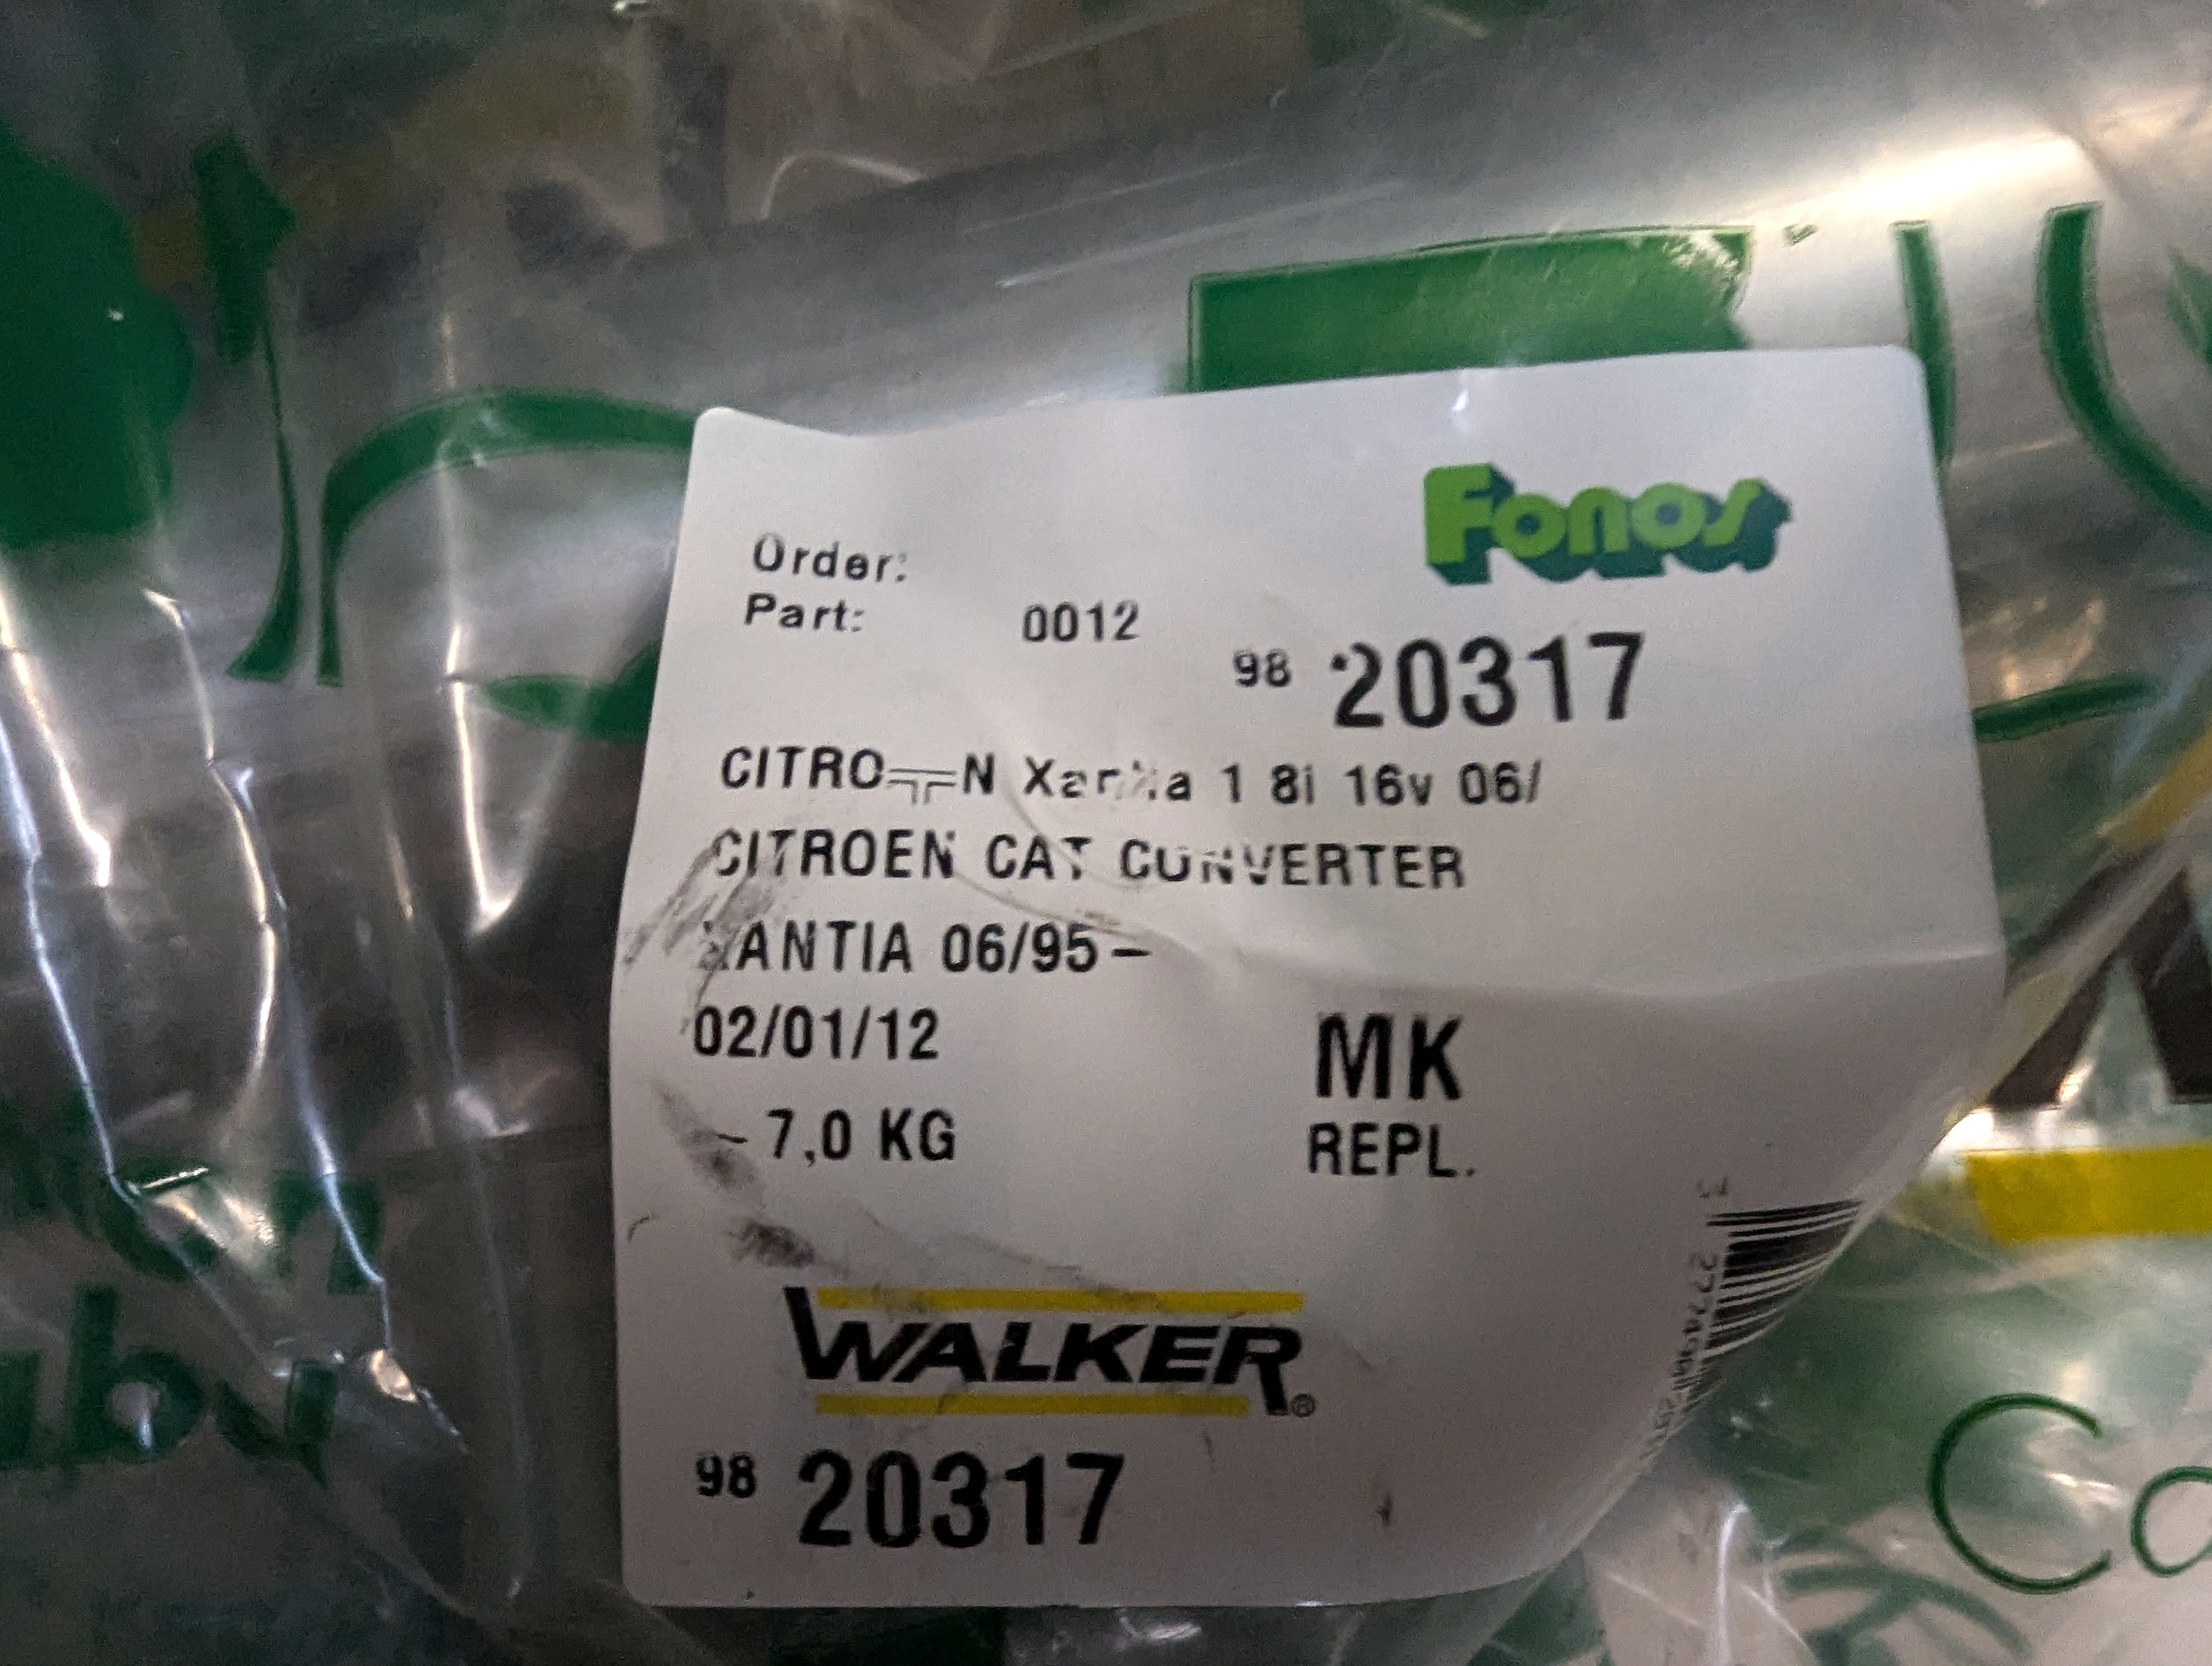 Fonos
Order:
Part: 0012
98 20317
CITRO╤N Xantia 1 8i 16v 06/
CITROEN CAT CONVERTER
XANTIA 06/95-
02/01/12
MK
- 7,0 KG
REPL.
WALKER®
98 20317